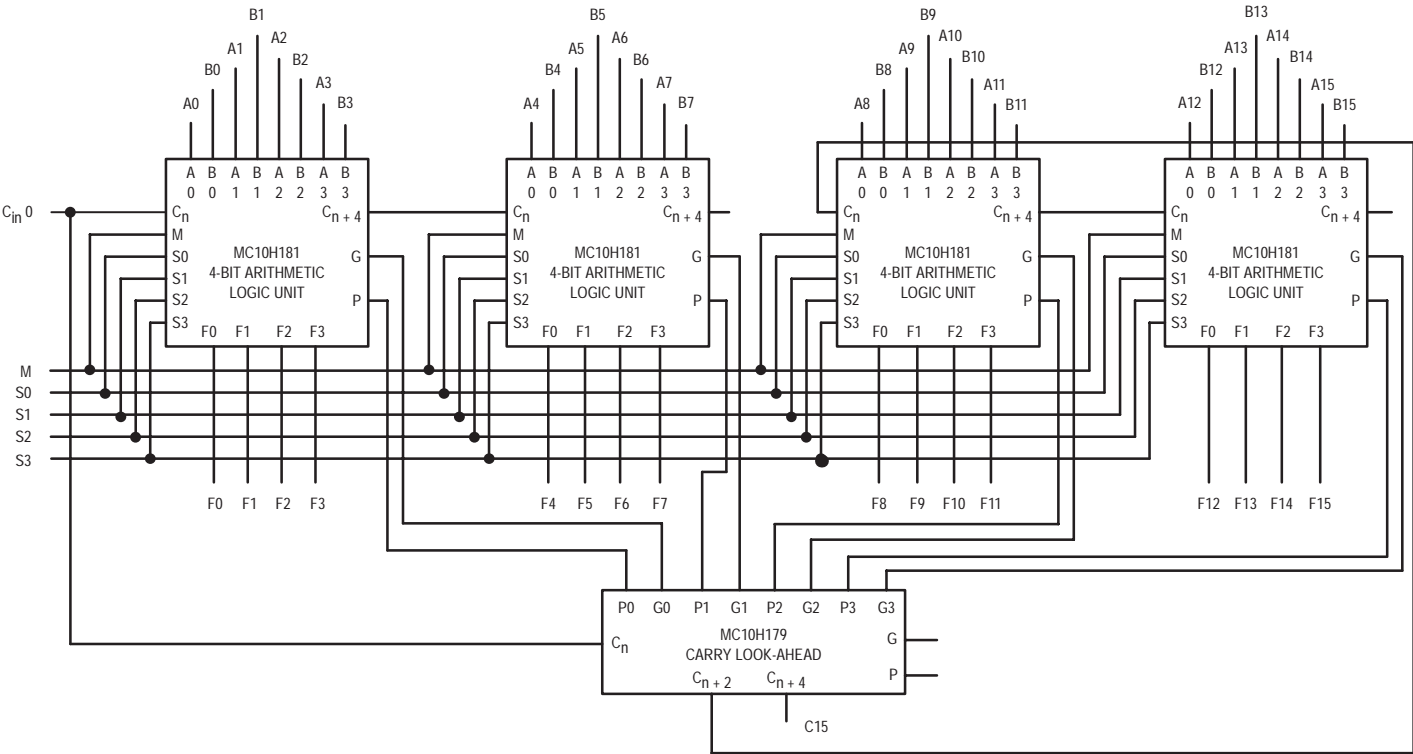 B1 B5 B9 B13
A1 A2 A5 A6 A9 A10 A13 A14
B0 B2 B4 B6 B8 B10 B12 B14
A0 A3 A4 A7 A8 A11 A12 A15
B3 B7 B11 B15
A B A B A B A B A B A B A B A B A B A B A B A B A B A B A B A B
0 0 1 1 2 2 3 3 0 0 1 1 2 2 3 3 0 0 1 1 2 2 3 3 0 0 1 1 2 2 3 3
Cin 0 Cn Cn + 4 Cn Cn + 4 Cn Cn + 4 Cn Cn + 4
M M M M
MC10H181 MC10H181 MC10H181 MC10H181
S0 G S0 G S0 G S0 G
4-BIT ARITHMETIC 4-BIT ARITHMETIC 4-BIT ARITHMETIC 4-BIT ARITHMETIC
S1 S1 S1 S1
LOGIC UNIT LOGIC UNIT LOGIC UNIT LOGIC UNIT
S2 P S2 P S2 P S2 P
S3 S3 S3 S3
F0 F1 F2 F3 F0 F1 F2 F3 F0 F1 F2 F3 F0 F1 F2 F3
M
S0
S1
S2
S3
F0 F1 F2 F3 F4 F5 F6 F7 F8 F9 F10 F11 F12 F13 F14 F15
P0 G0 P1 G1 P2 G2 P3 G3
MC10H179
Cn G
CARRY LOOK-AHEAD
P
Cn + 2 Cn + 4
C15